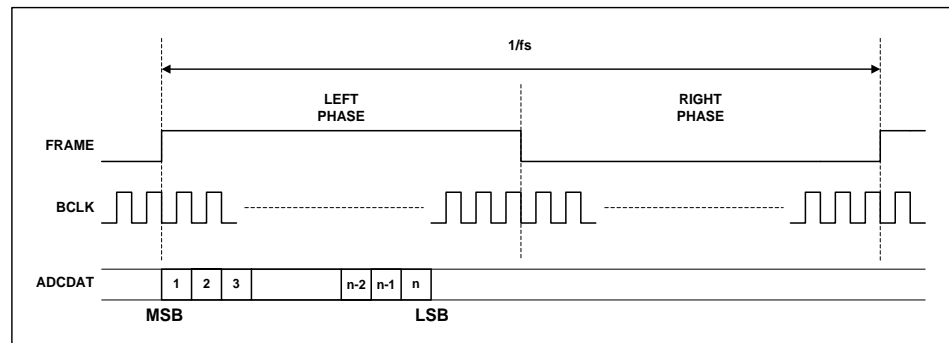 1/fs
LEFT
PHASE
RIGHT
PHASE
FRAME
BCLK
ADCDAT
1 2 3 n-2 n-1 n
MSB LSB